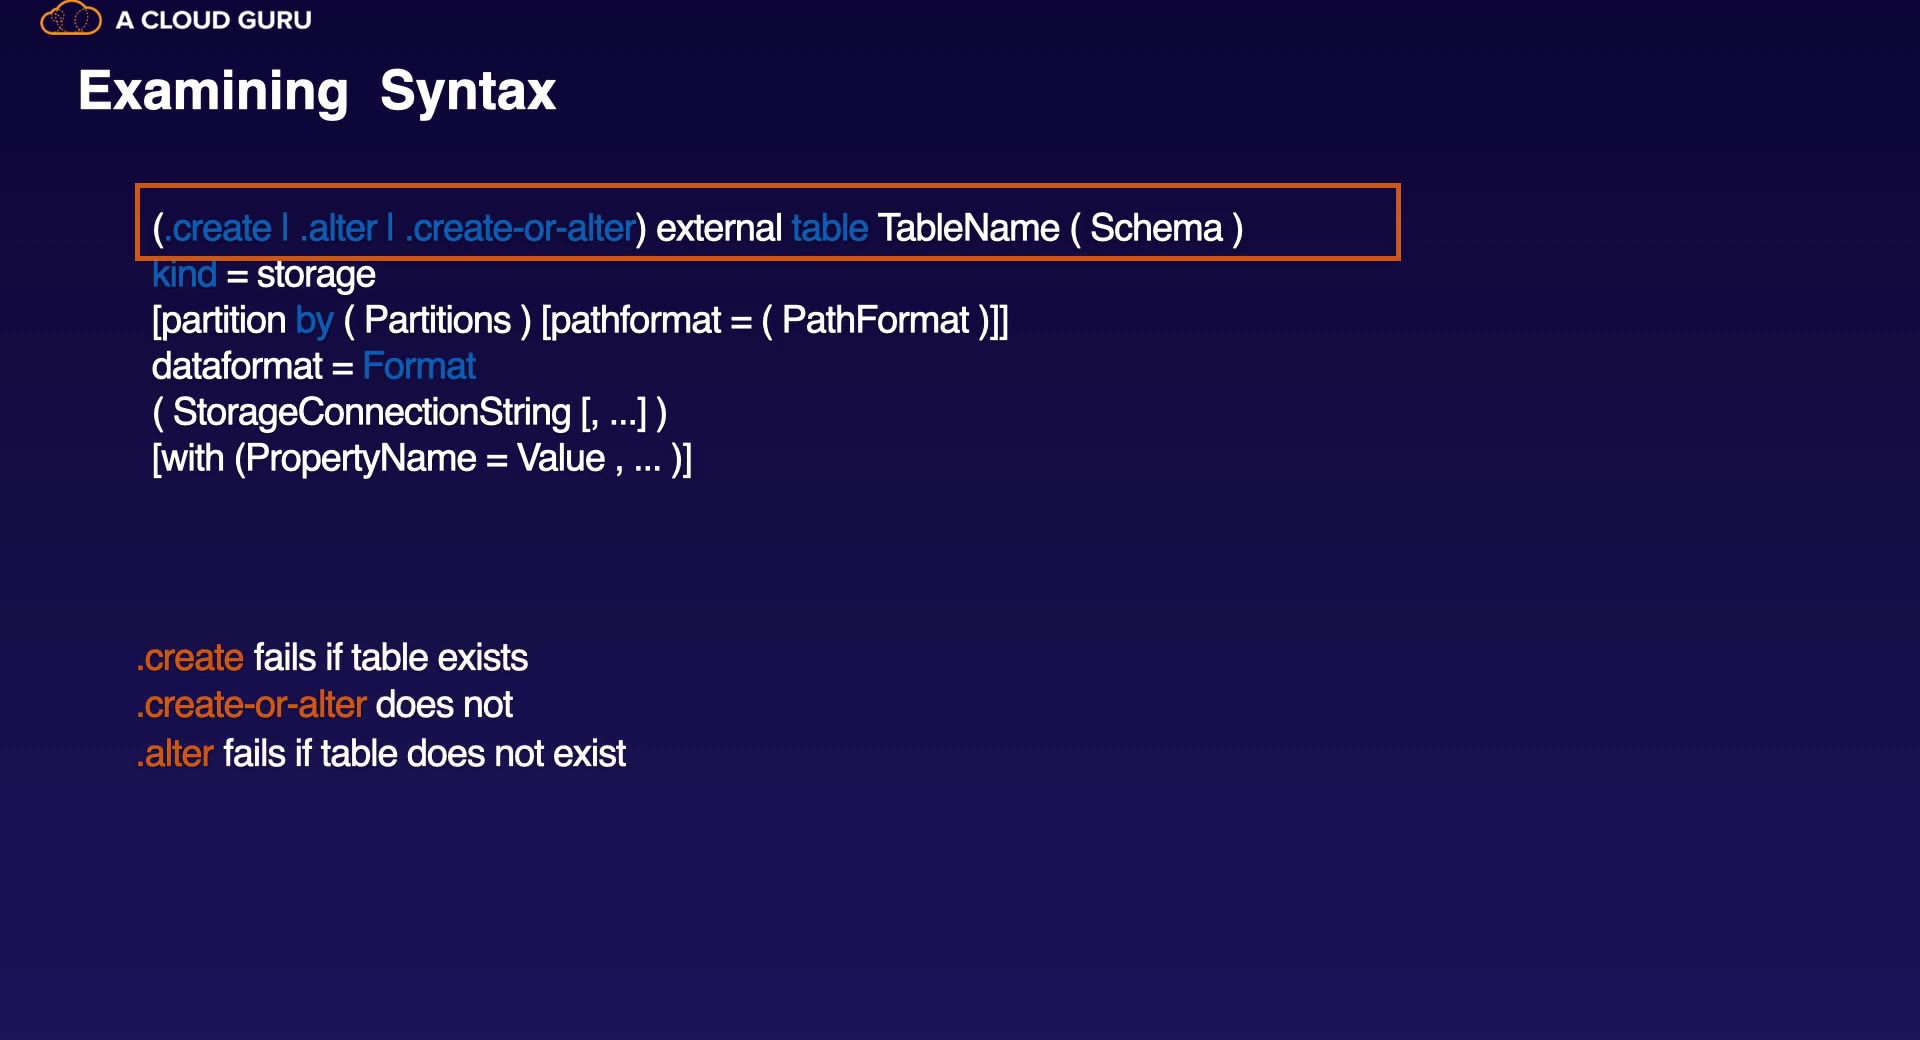 A CLOUD GURU
Examining Syntax
(.create | .alter | .create-or-alter) external table TableName ( Schema )
kind = storage
[partition by ( Partitions ) [pathformat = ( PathFormat )]]
dataformat = Format
( StorageConnectionString [, ...] )
[with (PropertyName = Value , ... )]
.create fails if table exists
.create-or-alter does not
.alter fails if table does not exist